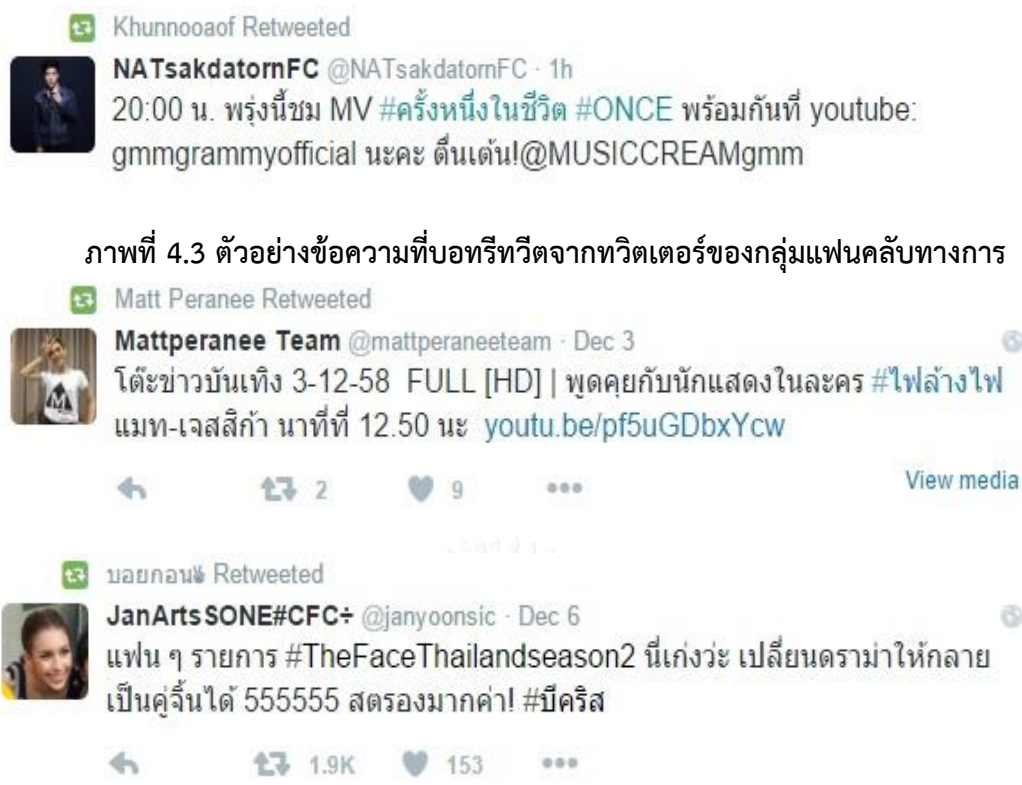 Khunnooaof Retweeted
NATsakdatornFC @NATsakdatornFC · 1h
20:00 น. พรุ่งนี้ชม MV #ครั้งหนึ่งในชีวิต #ONCE พร้อมกันที่ youtube:
gmmgrammyofficial นะคะ ตื่นเต้น!@MUSICCREAMgmm
ภาพที่ 4.3 ตัวอย่างข้อความที่บอทรีทวีตจากทวิตเตอร์ของกลุ่มแฟนคลับทางการ
Matt Peranee Retweeted
Mattperanee Team @mattperaneeteam · Dec 3
โต๊ะข่าวบันเทิง 3-12-58 FULL [HD] | พูดคุยกับนักแสดงในละคร #ไฟล้างไฟ
แมท-เจสสิก้า นาทีที่ 12.50 นะ youtu.be/pf5uGDbxYcw
2 9 View media
บอยกอน Retweeted
JanArtsSONE#CFC÷ @janyoonsic · Dec 6
แฟน ๆ รายการ #TheFaceThailandseason2 นี่เก่งว่ะ เปลี่ยนดราม่าให้กลาย
เป็นคู่จิ้นได้ 555555 สตรองมากค่า! #บีคริส
1.9K 153